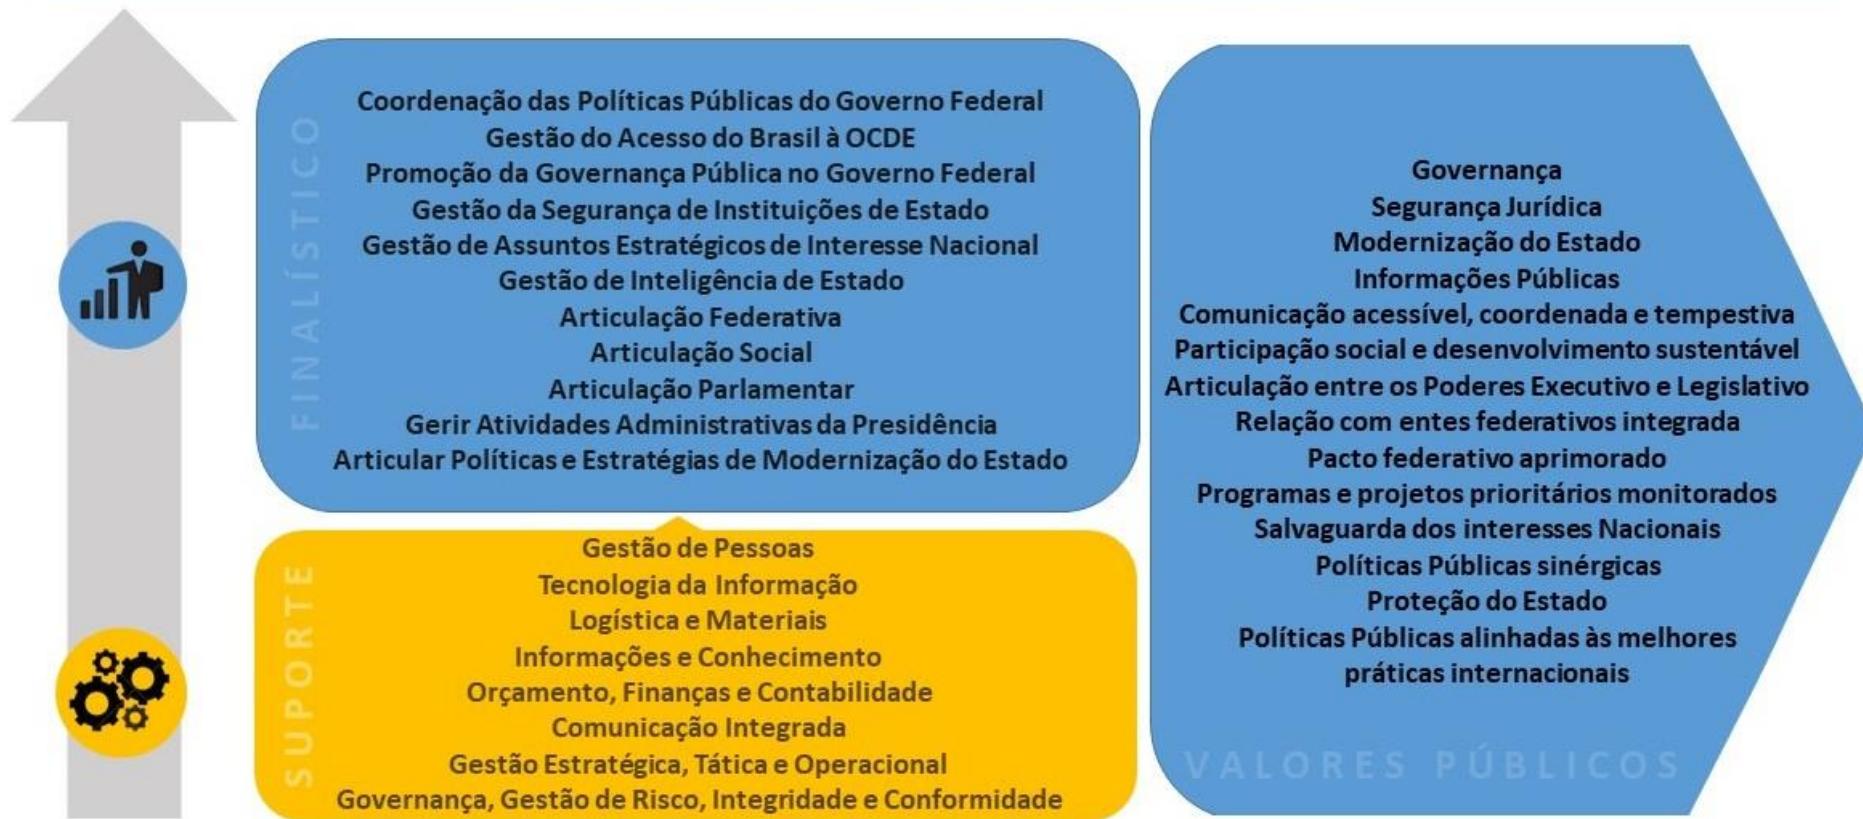 FINALÍSTICO
Coordenação das Políticas Públicas do Governo Federal
Gestão do Acesso do Brasil à OCDE
Promoção da Governança Pública no Governo Federal
Gestão da Segurança de Instituições de Estado
Gestão de Assuntos Estratégicos de Interesse Nacional
Gestão de Inteligência de Estado
Articulação Federativa
Articulação Social
Articulação Parlamentar
Gerir Atividades Administrativas da Presidência
Articular Políticas e Estratégias de Modernização do Estado
SUPORTE
Gestão de Pessoas
Tecnologia da Informação
Logística e Materiais
Informações e Conhecimento
Orçamento, Finanças e Contabilidade
Comunicação Integrada
Gestão Estratégica, Tática e Operacional
Governança, Gestão de Risco, Integridade e Conformidade
Governança
Segurança Jurídica
Modernização do Estado
Informações Públicas
Comunicação acessível, coordenada e tempestiva
Participação social e desenvolvimento sustentável
Articulação entre os Poderes Executivo e Legislativo
Relação com entes federativos integrada
Pacto federativo aprimorado
Programas e projetos prioritários monitorados
Salvaguarda dos interesses Nacionais
Políticas Públicas sinérgicas
Proteção do Estado
Políticas Públicas alinhadas às melhores
práticas internacionais
VALORES PÚBLICOS